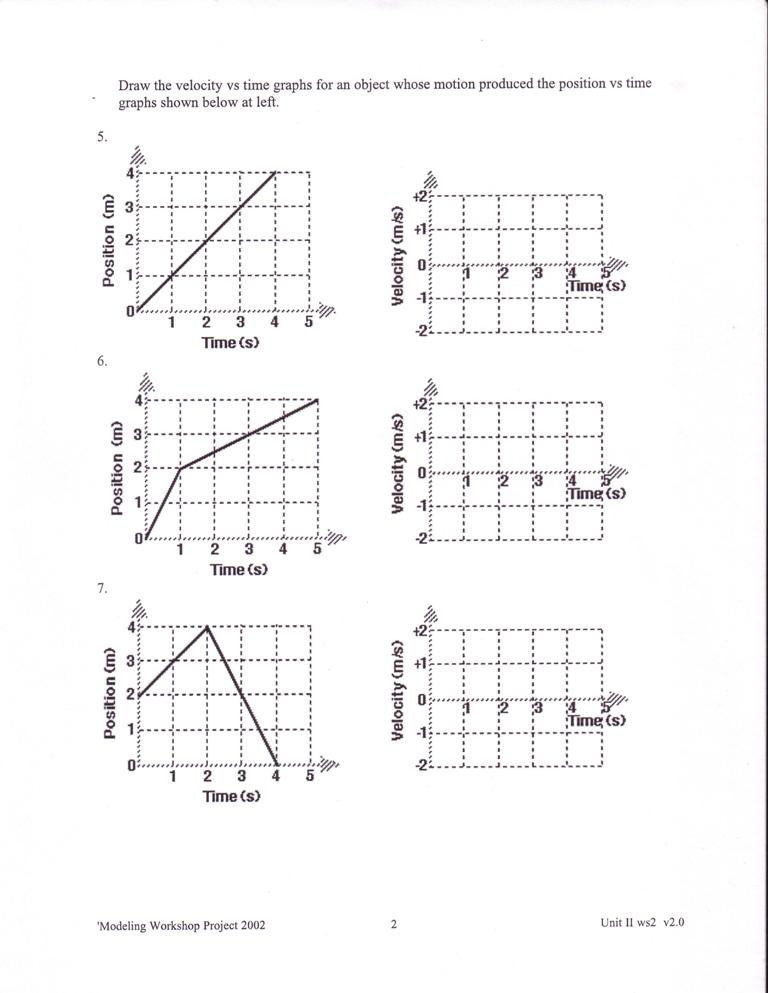 Draw the velocity vs time graphs for an object whose motion produced the position vs time
graphs shown below at left.
5.
Position (m)
4
3
2
1
0
1 2 3 4 5
Time (s)
Velocity (m/s)
+2
+1
0
-1
-2
1 2 3 4 5
Time (s)
6.
Position (m)
4
3
2
1
0
1 2 3 4 5
Time (s)
Velocity (m/s)
+2
+1
0
-1
-2
1 2 3 4 5
Time (s)
7.
Position (m)
4
3
2
1
0
1 2 3 4 5
Time (s)
Velocity (m/s)
+2
+1
0
-1
-2
1 2 3 4 5
Time (s)
'Modeling Workshop Project 2002 2 Unit II ws2 v2.0